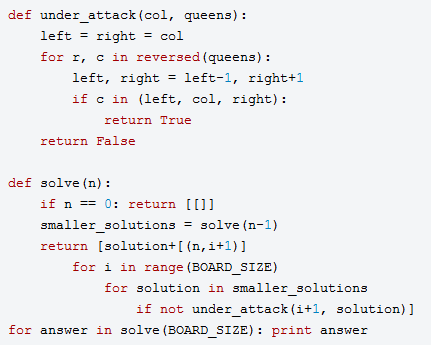 def under_attack(col, queens):
    left = right = col
    for r, c in reversed(queens):
        left, right = left-1, right+1
        if c in (left, col, right):
            return True
    return False

def solve(n):
    if n == 0: return [[]]
    smaller_solutions = solve(n-1)
    return [solution+[(n,i+1)]
        for i in range(BOARD_SIZE)
            for solution in smaller_solutions
                if not under_attack(i+1, solution)]
for answer in solve(BOARD_SIZE): print answer